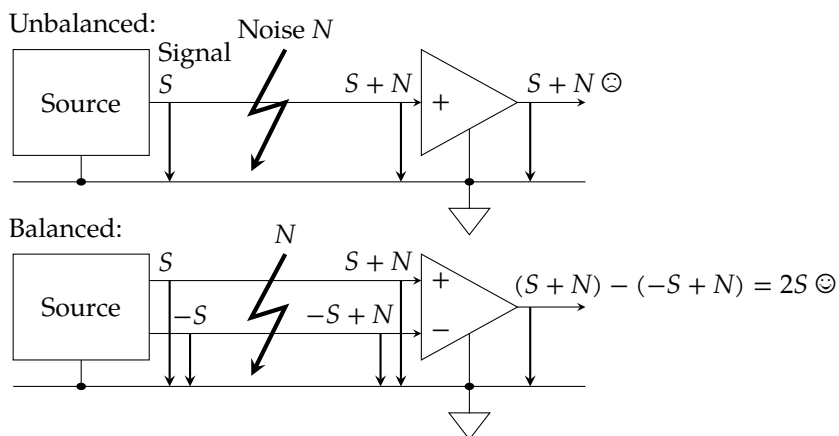 Unbalanced:
Noise N
Signal
Source
S
S + N
+
S + N ☹
Balanced:
N
Source
S
S + N
+
(S + N) − (−S + N) = 2S ☺
−S
−S + N
−